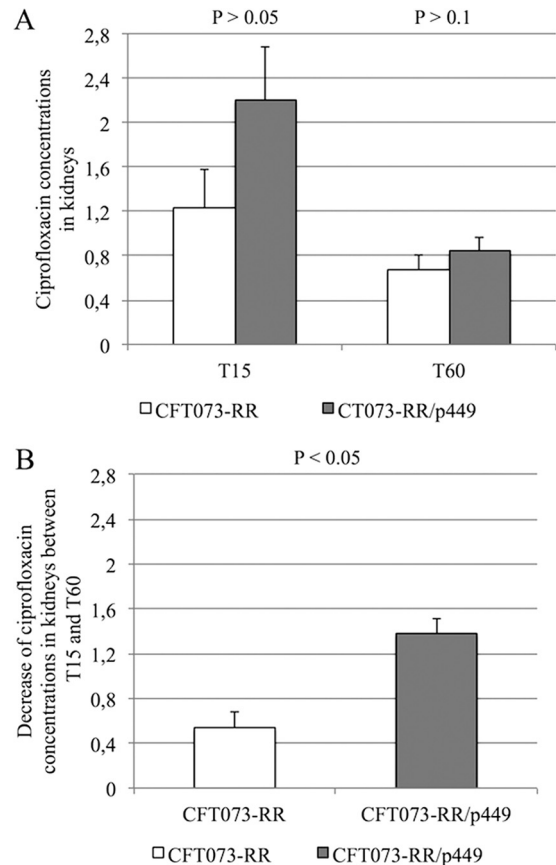 A
P > 0.05
P > 0.1
2,8
2,4
2
1,6
1,2
0,8
0,4
0
Ciprofloxacin concentrations
in kidneys
T15
T60
CFT073-RR
CT073-RR/p449
B
P < 0.05
2,8
2,4
2
1,6
1,2
0,8
0,4
0
Decrease of ciprofloxacin
concentrations in kidneys between
T15 and T60
CFT073-RR
CFT073-RR/p449
CFT073-RR
CFT073-RR/p449